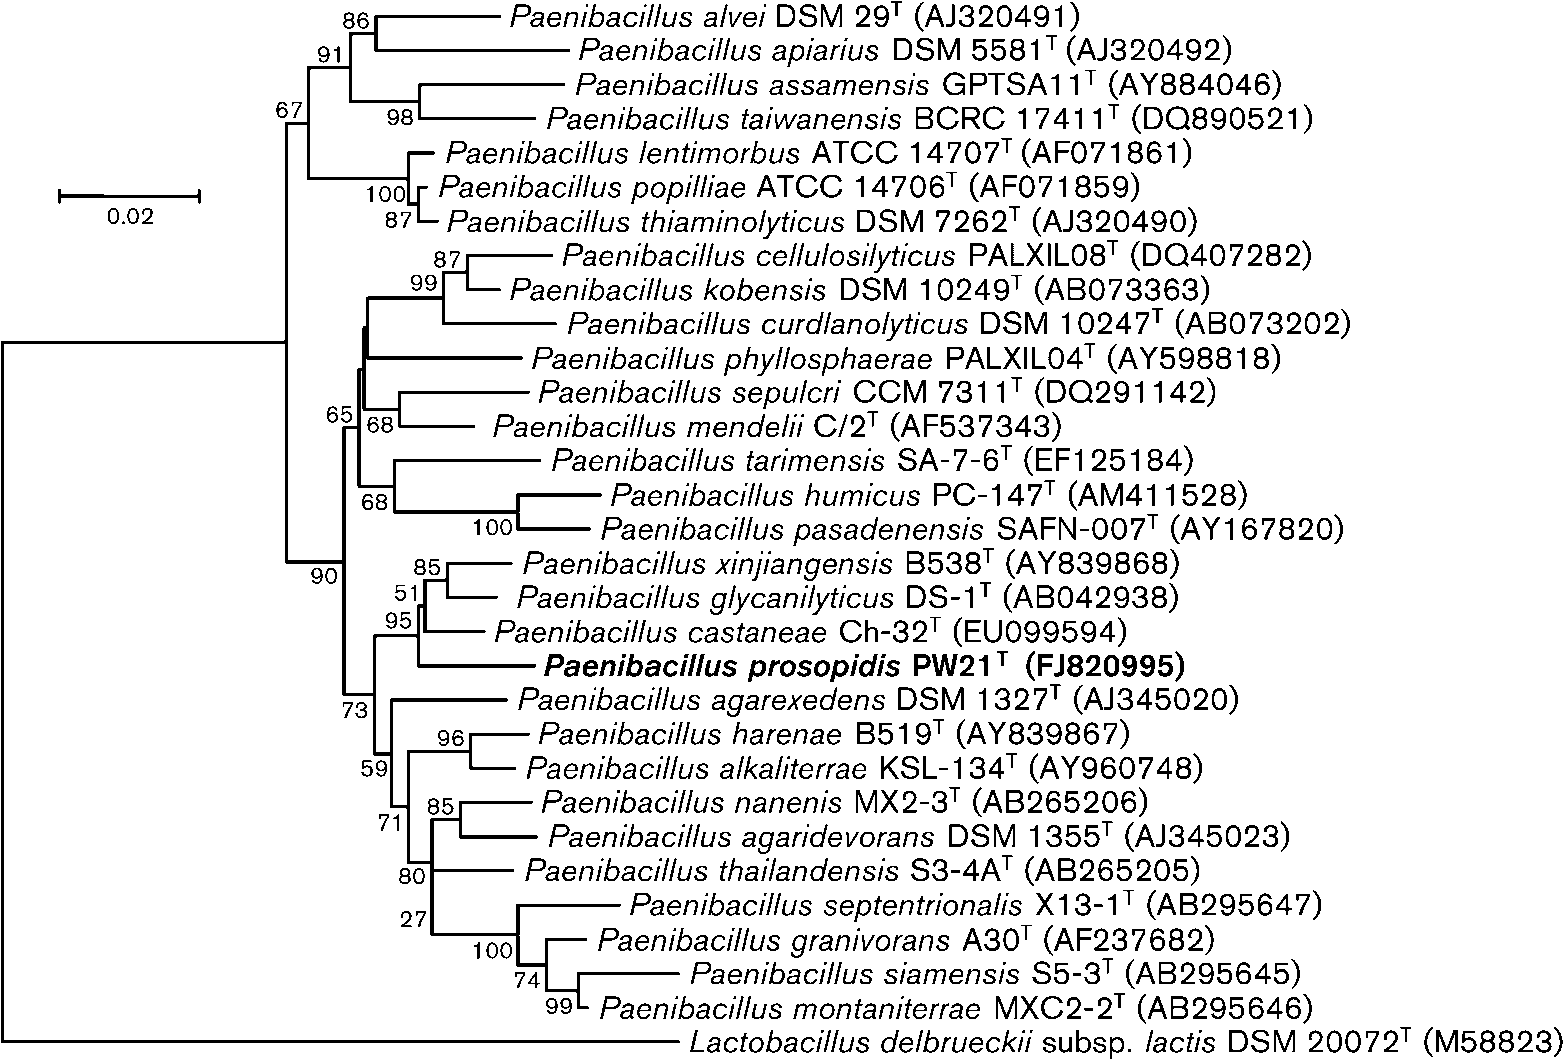 86 Paenibacillus alvei DSM 29T (AJ320491)
91 Paenibacillus apiarius DSM 5581T (AJ320492)
Paenibacillus assamensis GPTSA11T (AY884046)
67 98 Paenibacillus taiwanensis BCRC 17411T (DQ890521)
Paenibacillus lentimorbus ATCC 14707T (AF071861)
100 Paenibacillus popilliae ATCC 14706T (AF071859)
0.02 87 Paenibacillus thiaminolyticus DSM 7262T (AJ320490)
87 Paenibacillus cellulosilyticus PALXIL08T (DQ407282)
99 Paenibacillus kobensis DSM 10249T (AB073363)
Paenibacillus curdlanolyticus DSM 10247T (AB073202)
Paenibacillus phyllosphaerae PALXIL04T (AY598818)
Paenibacillus sepulcri CCM 7311T (DQ291142)
65 68 Paenibacillus mendelii C/2T (AF537343)
Paenibacillus tarimensis SA-7-6T (EF125184)
68 Paenibacillus humicus PC-147T (AM411528)
100 Paenibacillus pasadenensis SAFN-007T (AY167820)
90 85 Paenibacillus xinjiangensis B538T (AY839868)
51 Paenibacillus glycanilyticus DS-1T (AB042938)
95 Paenibacillus castaneae Ch-32T (EU099594)
Paenibacillus prosopidis PW21T (FJ820995)
73 Paenibacillus agarexedens DSM 1327T (AJ345020)
96 Paenibacillus harenae B519T (AY839867)
59 Paenibacillus alkaliterrae KSL-134T (AY960748)
85 Paenibacillus nanenis MX2-3T (AB265206)
71 Paenibacillus agaridevorans DSM 1355T (AJ345023)
80 Paenibacillus thailandensis S3-4AT (AB265205)
27 Paenibacillus septentrionalis X13-1T (AB295647)
100 Paenibacillus granivorans A30T (AF237682)
74 Paenibacillus siamensis S5-3T (AB295645)
99 Paenibacillus montaniterrae MXC2-2T (AB295646)
Lactobacillus delbrueckii subsp. lactis DSM 20072T (M58823)